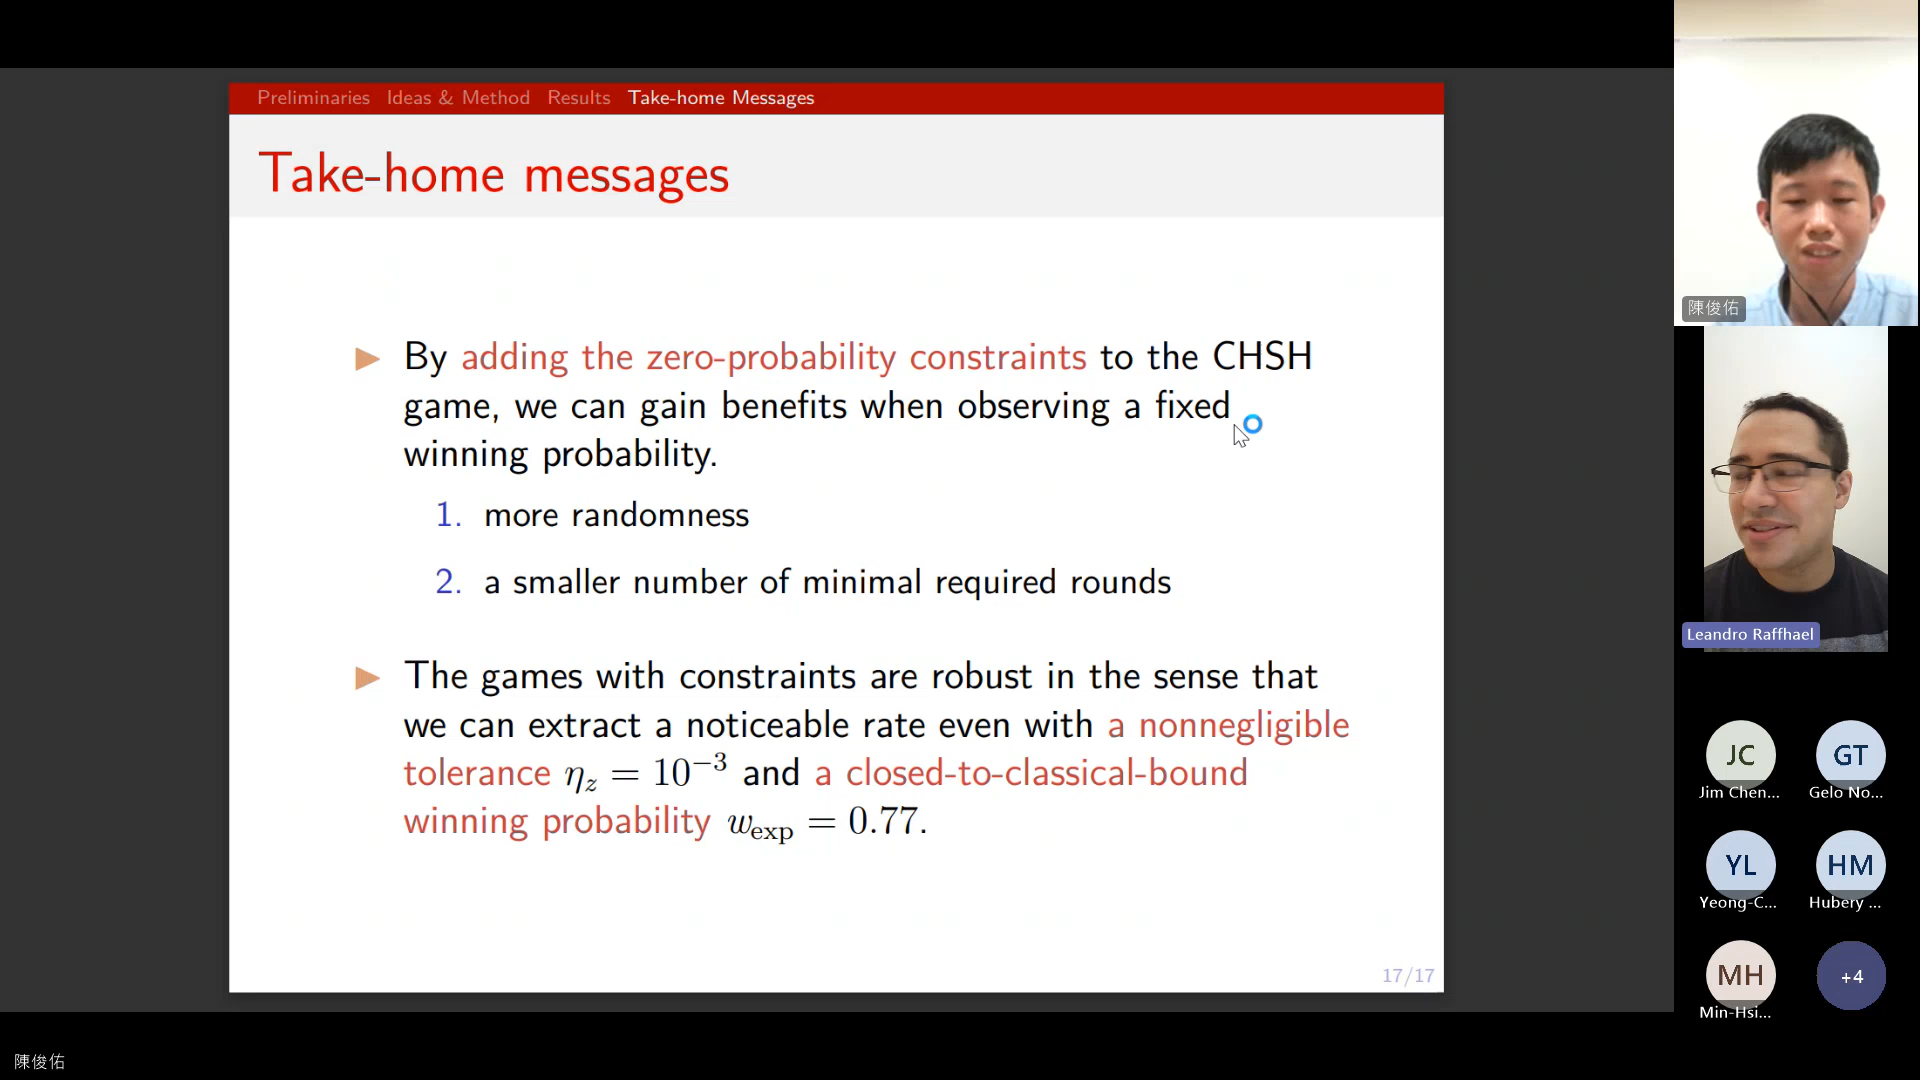 Preliminaries Ideas & Method Results Take-home Messages
Take-home messages
▶ By adding the zero-probability constraints to the CHSH
game, we can gain benefits when observing a fixed
winning probability.
1. more randomness
2. a smaller number of minimal required rounds
▶ The games with constraints are robust in the sense that
we can extract a noticeable rate even with a nonnegligible
tolerance η_z = 10⁻³ and a closed-to-classical-bound
winning probability w_exp = 0.77.
17/17
陳俊佑
陳俊佑
Leandro Raffhael
JC
Jim Chen...
GT
Gelo No...
YL
Yeong-C...
HM
Hubery ...
MH
Min-Hsi...
+4